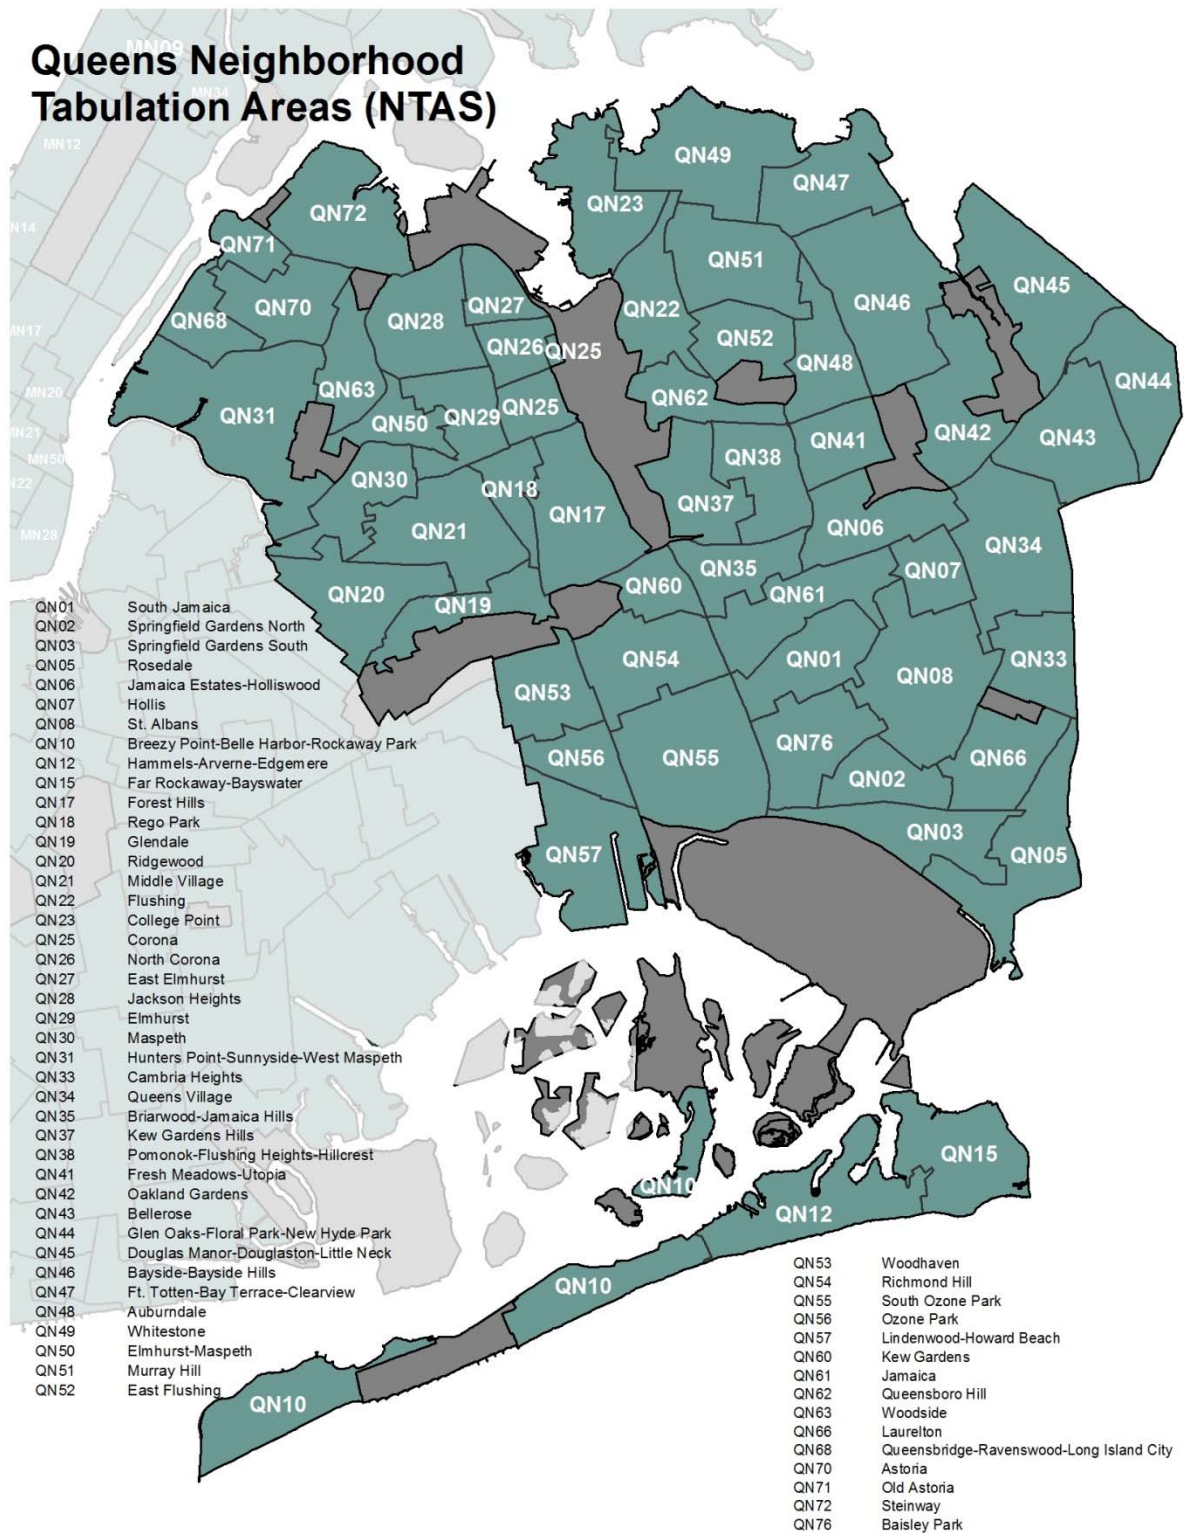 Queens Neighborhood
Tabulation Areas (NTAS)
MN09
MN34
MN12
N14
MN17
MN20
MN21
MN50
N22
MN28
QN49
QN47
QN23
QN72
QN71
QN51
QN45
QN70
QN27
QN22
QN46
QN68
QN28
QN26
QN25
QN52
QN48
QN44
QN63
QN62
QN31
QN50
QN29
QN25
QN41
QN42
QN43
QN38
QN30
QN18
QN37
QN17
QN21
QN06
QN34
QN35
QN07
QN60
QN20
QN19
QN61
QN54
QN01
QN33
QN08
QN53
QN76
QN56
QN55
QN66
QN02
QN03
QN57
QN05
QN15
QN10
QN12
QN10
QN10
QN01 South Jamaica
QN02 Springfield Gardens North
QN03 Springfield Gardens South
QN05 Rosedale
QN06 Jamaica Estates-Holliswood
QN07 Hollis
QN08 St. Albans
QN10 Breezy Point-Belle Harbor-Rockaway Park
QN12 Hammels-Arverne-Edgemere
QN15 Far Rockaway-Bayswater
QN17 Forest Hills
QN18 Rego Park
QN19 Glendale
QN20 Ridgewood
QN21 Middle Village
QN22 Flushing
QN23 College Point
QN25 Corona
QN26 North Corona
QN27 East Elmhurst
QN28 Jackson Heights
QN29 Elmhurst
QN30 Maspeth
QN31 Hunters Point-Sunnyside-West Maspeth
QN33 Cambria Heights
QN34 Queens Village
QN35 Briarwood-Jamaica Hills
QN37 Kew Gardens Hills
QN38 Pomonok-Flushing Heights-Hillcrest
QN41 Fresh Meadows-Utopia
QN42 Oakland Gardens
QN43 Bellerose
QN44 Glen Oaks-Floral Park-New Hyde Park
QN45 Douglas Manor-Douglaston-Little Neck
QN46 Bayside-Bayside Hills
QN47 Ft. Totten-Bay Terrace-Clearview
QN48 Auburndale
QN49 Whitestone
QN50 Elmhurst-Maspeth
QN51 Murray Hill
QN52 East Flushing
QN53 Woodhaven
QN54 Richmond Hill
QN55 South Ozone Park
QN56 Ozone Park
QN57 Lindenwood-Howard Beach
QN60 Kew Gardens
QN61 Jamaica
QN62 Queensboro Hill
QN63 Woodside
QN66 Laurelton
QN68 Queensbridge-Ravenswood-Long Island City
QN70 Astoria
QN71 Old Astoria
QN72 Steinway
QN76 Baisley Park